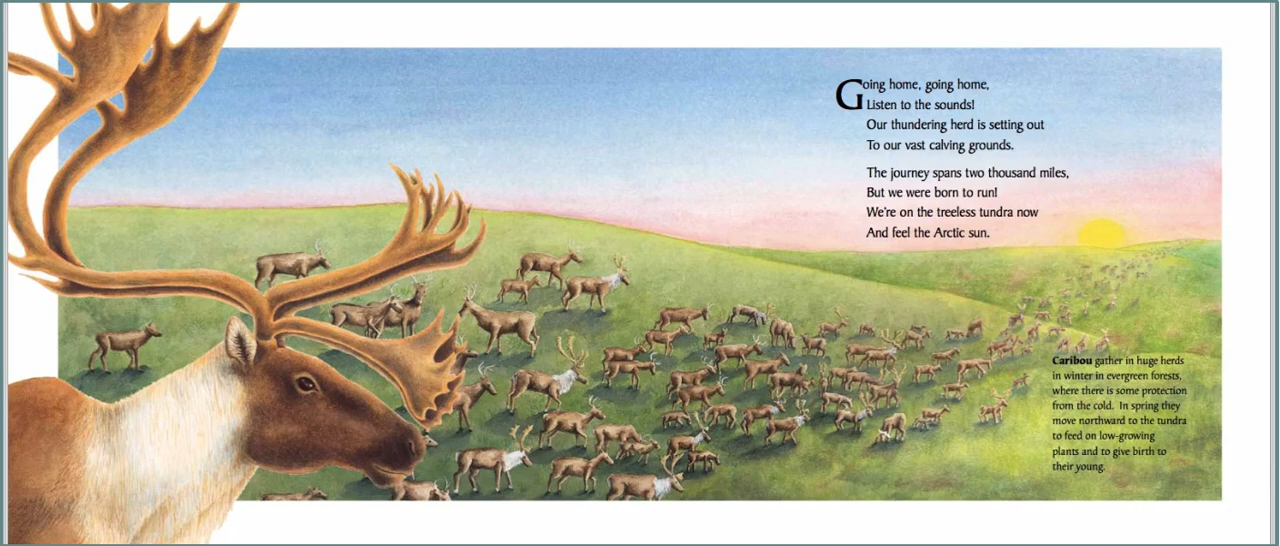 Going home, going home,
Listen to the sounds!
Our thundering herd is setting out
To our vast calving grounds.
The journey spans two thousand miles,
But we were born to run!
We're on the treeless tundra now
And feel the Arctic sun.
Caribou gather in huge herds
in winter in evergreen forests,
where there is some protection
from the cold. In spring they
move northward to the tundra
to feed on low-growing
plants and to give birth to
their young.